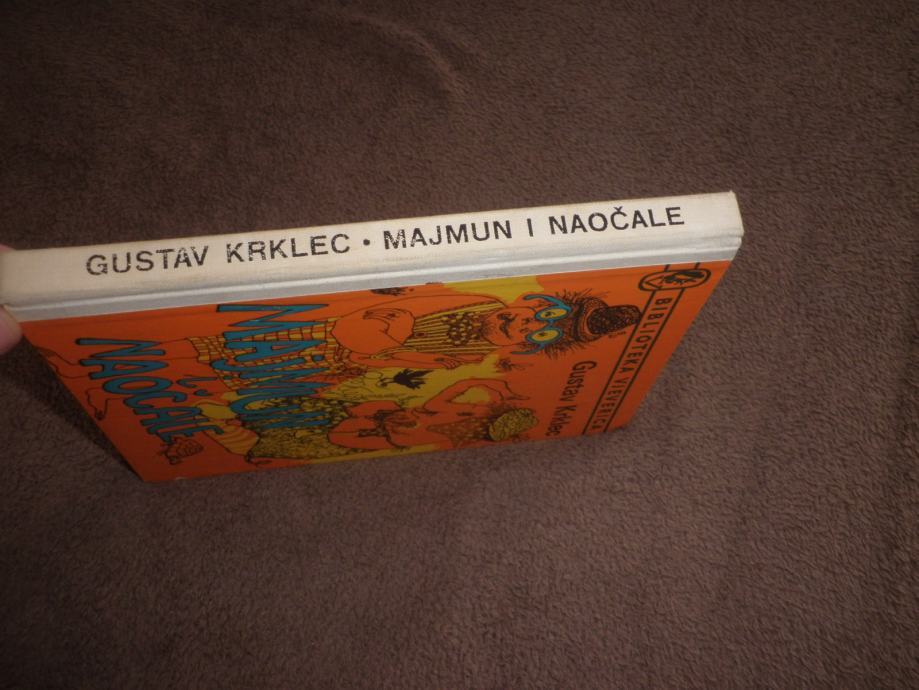 GUSTAV KRKLEC • MAJMUN I NAOČALE
BIBLIOTEKA VJEVERICA
Gustav Krklec
MAJMUN
i
NAOČALE